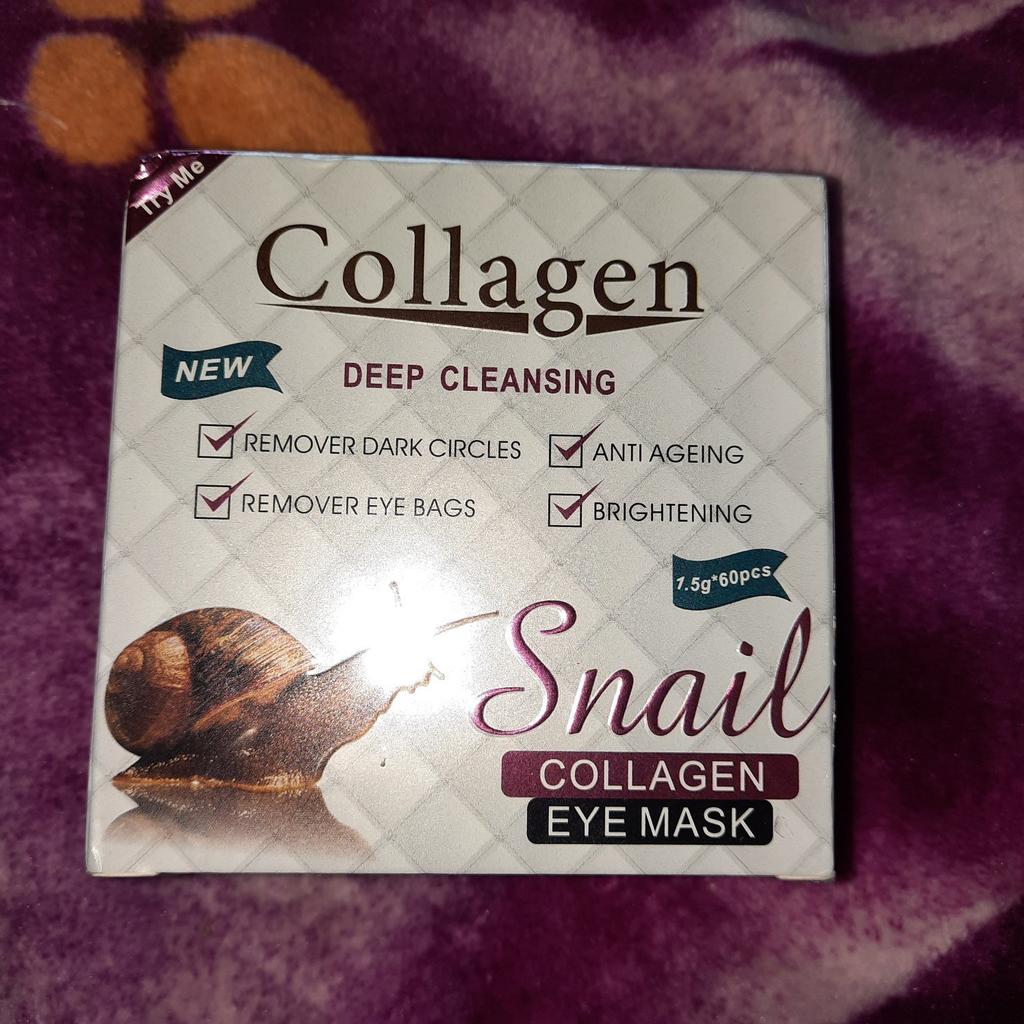 Try Me
Collagen
NEW
DEEP CLEANSING
REMOVER DARK CIRCLES
ANTI AGEING
REMOVER EYE BAGS
BRIGHTENING
1.5g*60pcs
Snail
COLLAGEN
EYE MASK